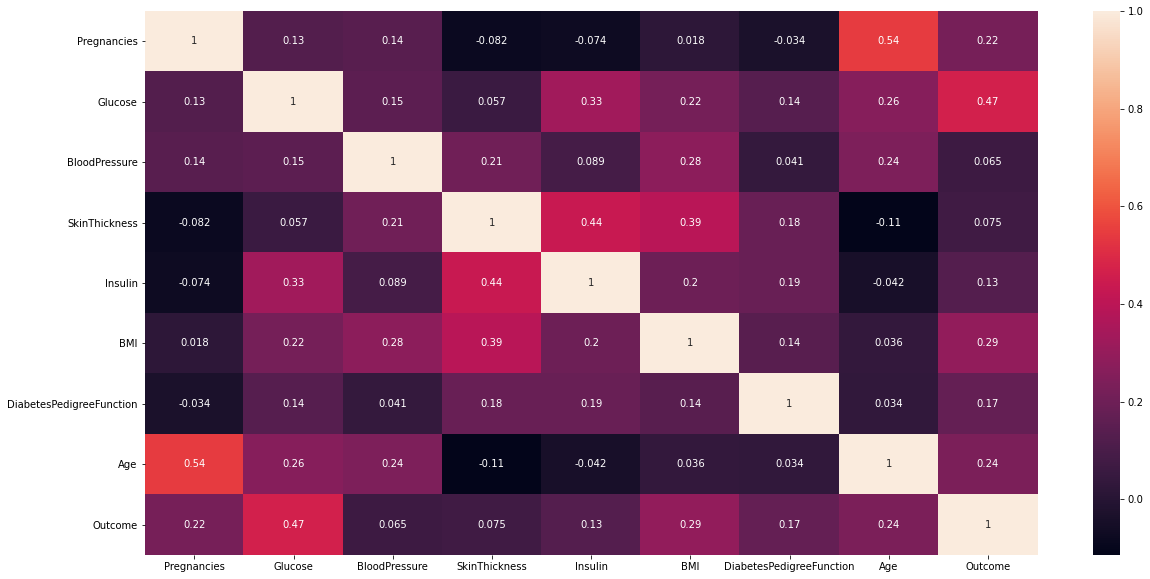 Pregnancies 1 0.13 0.14 -0.082 -0.074 0.018 -0.034 0.54 0.22
Glucose 0.13 1 0.15 0.057 0.33 0.22 0.14 0.26 0.47
BloodPressure 0.14 0.15 1 0.21 0.089 0.28 0.041 0.24 0.065
SkinThickness -0.082 0.057 0.21 1 0.44 0.39 0.18 -0.11 0.075
Insulin -0.074 0.33 0.089 0.44 1 0.2 0.19 -0.042 0.13
BMI 0.018 0.22 0.28 0.39 0.2 1 0.14 0.036 0.29
DiabetesPedigreeFunction -0.034 0.14 0.041 0.18 0.19 0.14 1 0.034 0.17
Age 0.54 0.26 0.24 -0.11 -0.042 0.036 0.034 1 0.24
Outcome 0.22 0.47 0.065 0.075 0.13 0.29 0.17 0.24 1
Pregnancies Glucose BloodPressure SkinThickness Insulin BMI DiabetesPedigreeFunction Age Outcome
1.0
0.8
0.6
0.4
0.2
0.0